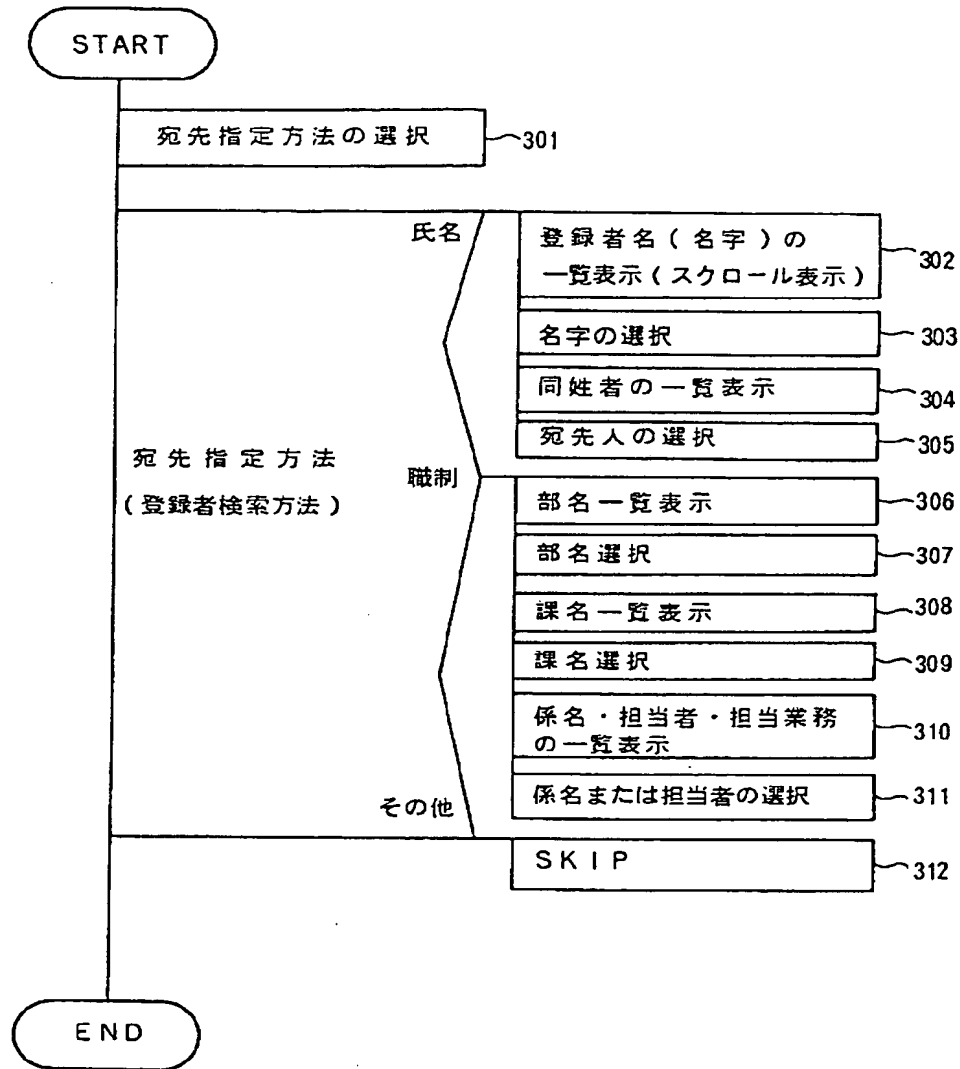 START
宛先指定方法の選択
301
氏名
登録者名(名字)の
一覧表示(スクロール表示)
302
名字の選択
303
同姓者の一覧表示
304
宛先人の選択
305
宛先指定方法
(登録者検索方法)
職制
部名一覧表示
306
部名選択
307
課名一覧表示
308
課名選択
309
係名・担当者・担当業務
の一覧表示
310
係名または担当者の選択
311
その他
SKIP
312
END